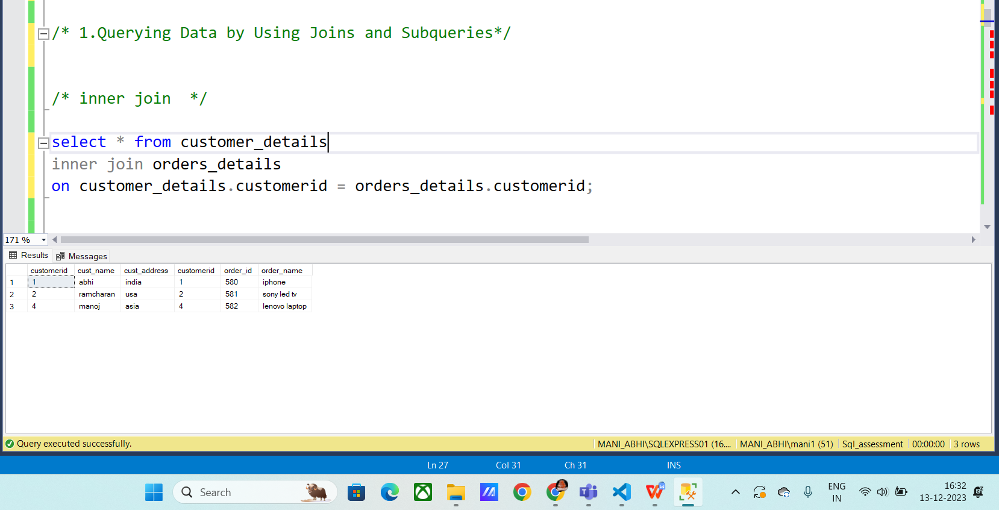 /* 1.Querying Data by Using Joins and Subqueries*/
/* inner join  */
select * from customer_details
inner join orders_details
on customer_details.customerid = orders_details.customerid;
171 %
Results Messages
customerid cust_name cust_address customerid order_id order_name
1 1 abhi india 1 580 iphone
2 2 ramcharan usa 2 581 sony led tv
3 4 manoj asia 4 582 lenovo laptop
Query executed successfully. MANI_ABHI\SQLEXPRESS01 (16.... MANI_ABHI\mani1 (51) Sql_assessment 00:00:00 3 rows
Ln 27 Col 31 Ch 31 INS
Search
ENG
IN
16:32
13-12-2023